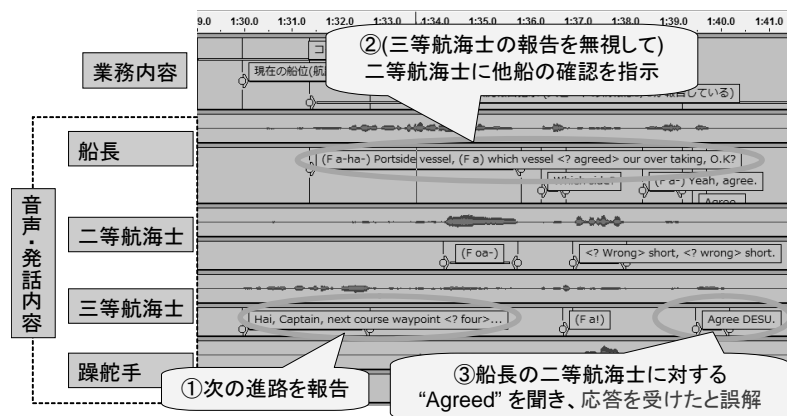 9.0 1:30.0 1:31.0 1:32.0 1:33.0 1:34.0 1:35.0 1:36.0 1:37.0 1:38.0 1:39.0 1:40.0 1:41.0
②(三等航海士の報告を無視して)
二等航海士に他船の確認を指示
業務内容
コ
現在の船位(航
している)
船長
(F a-ha-) Portside vessel, (F a) which vessel <? agreed> our over taking, O.K?
Which side?
(F a-) Yeah, agree.
Agree
音声・発話内容
二等航海士
(F oa-)
<? Wrong> short, <? wrong> short.
三等航海士
Hai, Captain, next course waypoint <? four>...
(F a!)
Agree DESU.
操舵手
①次の進路を報告
③船長の二等航海士に対する
“Agreed” を聞き、応答を受けたと誤解